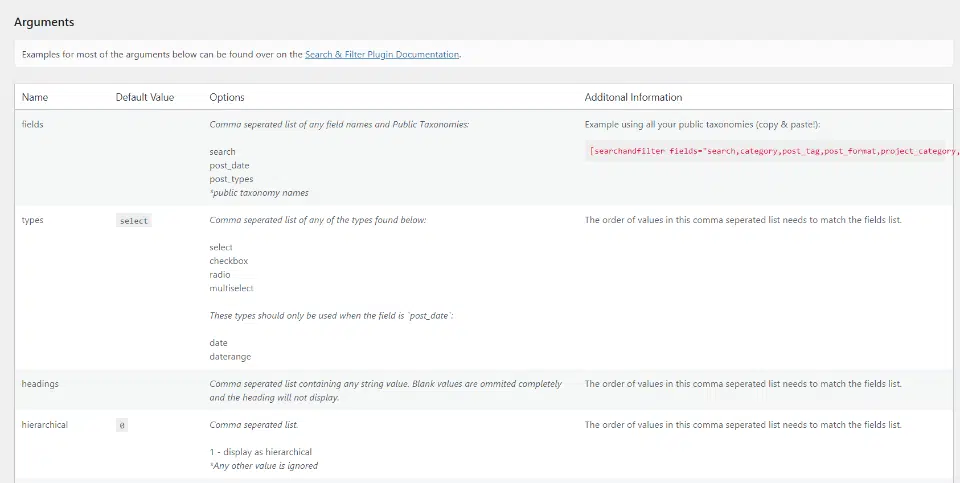 Arguments
Examples for most of the arguments below can be found over on the Search & Filter Plugin Documentation.
Name Default Value Options Additonal Information
fields Comma seperated list of any field names and Public Taxonomies: Example using all your public taxonomies (copy & paste!):
search [searchandfilter fields="search,category,post_tag,post_format,project_category,
post_date
post_types
*public taxonomy names
types select Comma seperated list of any of the types found below: The order of values in this comma seperated list needs to match the fields list.
select
checkbox
radio
multiselect
These types should only be used when the field is `post_date`:
date
daterange
headings Comma seperated list containing any string value. Blank values are ommited completely The order of values in this comma seperated list needs to match the fields list.
and the heading will not display.
hierarchical 0 Comma seperated list. The order of values in this comma seperated list needs to match the fields list.
1 - display as hierarchical
*Any other value is ignored